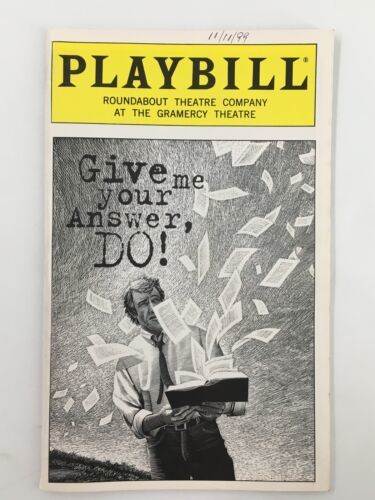 11/11/99
PLAYBILL®
ROUNDABOUT THEATRE COMPANY
AT THE GRAMERCY THEATRE
Give me
your
Answer,
DO!